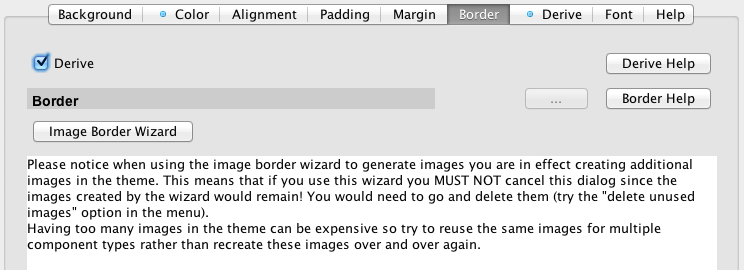 Background Color Alignment Padding Margin Border Derive Font Help
Derive Derive Help
Border ... Border Help
Image Border Wizard
Please notice when using the image border wizard to generate images you are in effect creating additional
images in the theme. This means that if you use this wizard you MUST NOT cancel this dialog since the
images created by the wizard would remain! You would need to go and delete them (try the "delete unused
images" option in the menu).
Having too many images in the theme can be expensive so try to reuse the same images for multiple
component types rather than recreate these images over and over again.